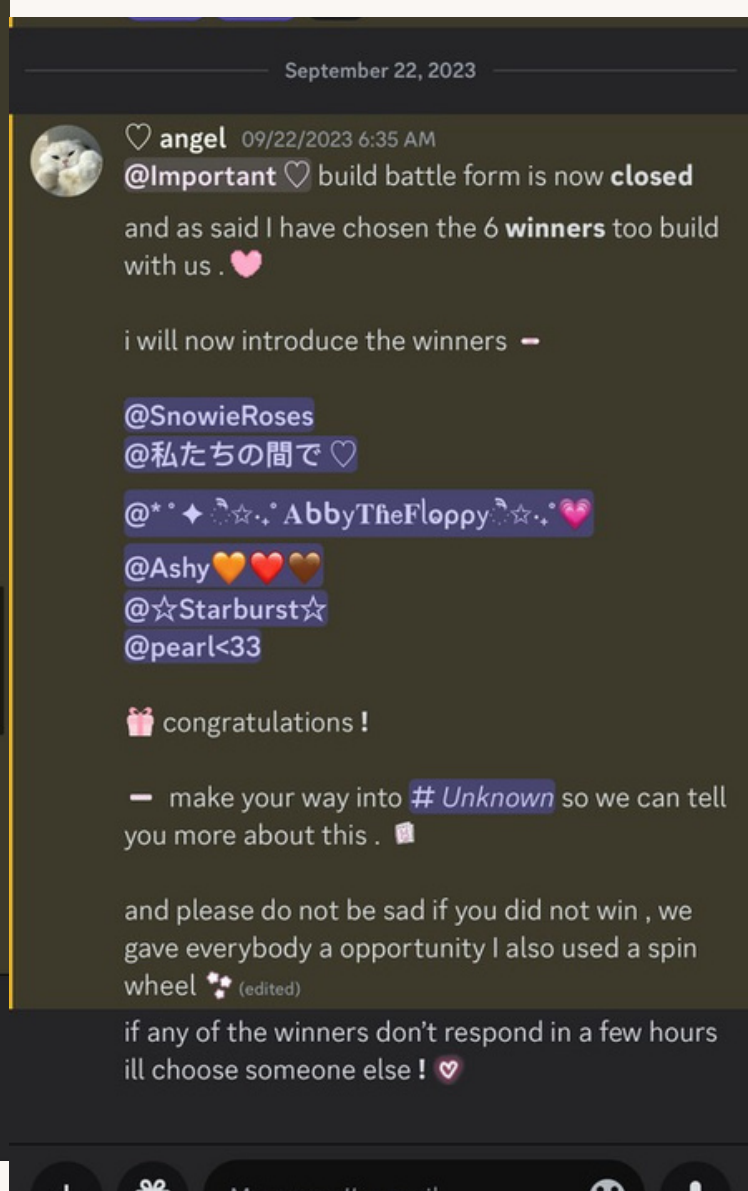 September 22, 2023
♡ angel 09/22/2023 6:35 AM
@Important ♡ build battle form is now closed
and as said I have chosen the 6 winners too build
with us . 🩷
i will now introduce the winners
@SnowieRoses
@私たちの間で ♡
@*˚✦ ੈ☆‧₊˚ 𝐀𝗯𝗯y𝐓ɦeFl𝗼ρρy ੈ☆‧₊˚💗
@Ashy🧡❤️🤎
@☆Starburst☆
@pearl<33
🎁 congratulations !
make your way into # Unknown so we can tell
you more about this .
and please do not be sad if you did not win , we
gave everybody a opportunity I also used a spin
wheel (edited)
if any of the winners don’t respond in a few hours
ill choose someone else !